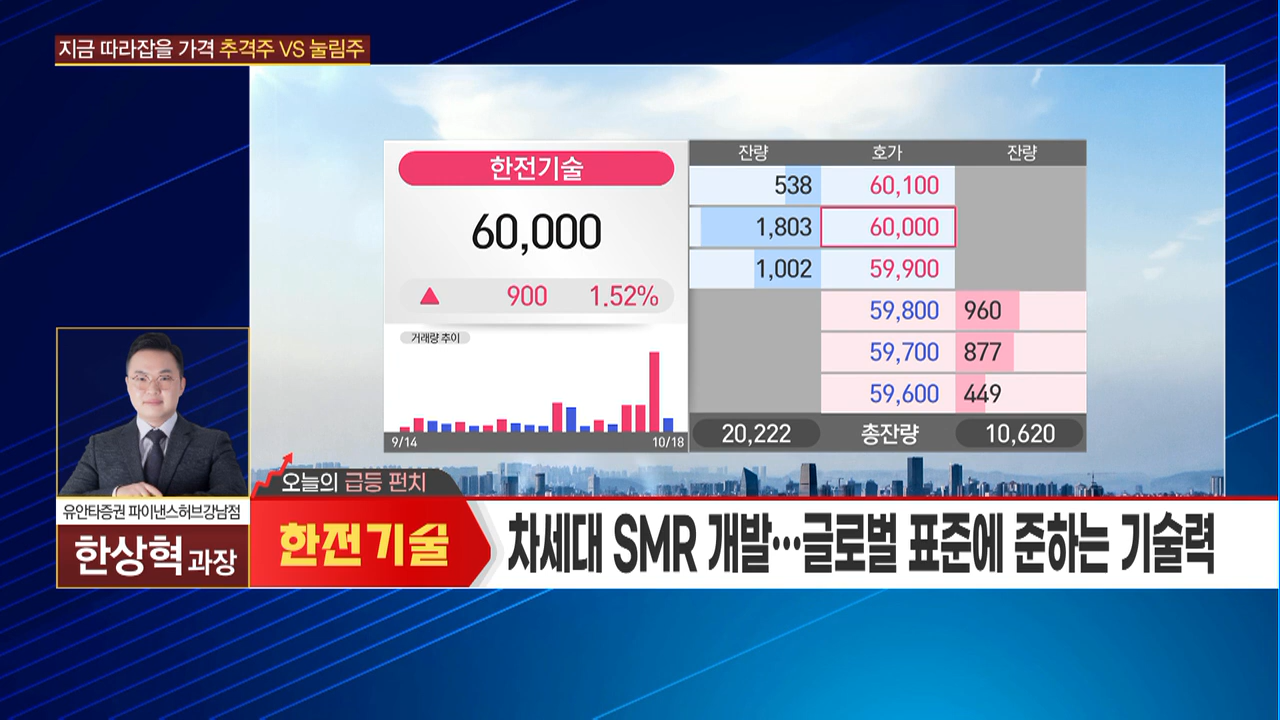 지금 따라잡을 가격 추격주 VS 눌림주
한전기술
60,000
▲ 900 1.52%
거래량 추이
9/14 10/18
잔량 호가 잔량
538 60,100
1,803 60,000
1,002 59,900
59,800 960
59,700 877
59,600 449
20,222 총잔량 10,620
유안타증권 파이낸스허브강남점
한상혁 과장
오늘의 급등 펀치
한전기술
차세대 SMR 개발…글로벌 표준에 준하는 기술력